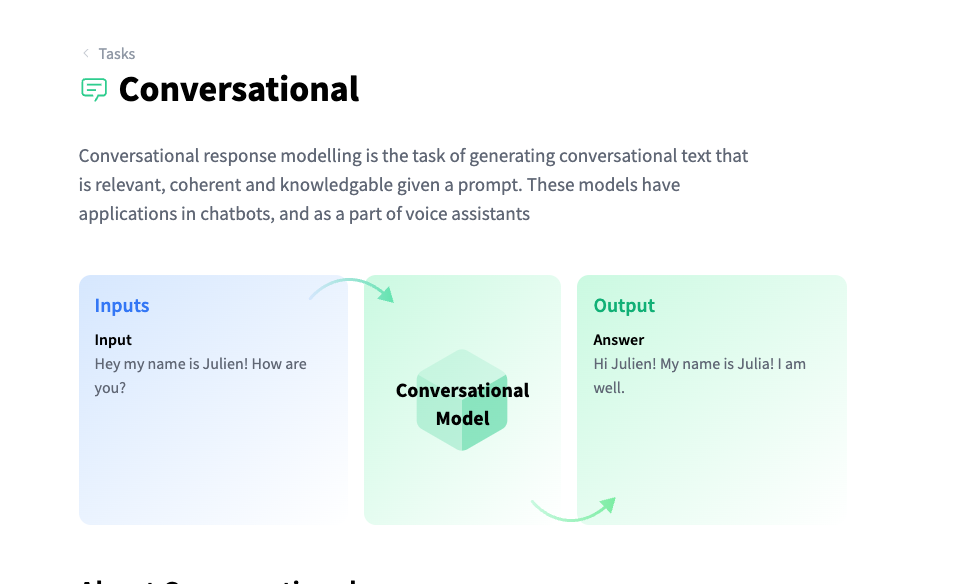 Tasks
Conversational
Conversational response modelling is the task of generating conversational text that
is relevant, coherent and knowledgable given a prompt. These models have
applications in chatbots, and as a part of voice assistants
Inputs
Input
Hey my name is Julien! How are
you?
Conversational
Model
Output
Answer
Hi Julien! My name is Julia! I am
well.
About Conversational